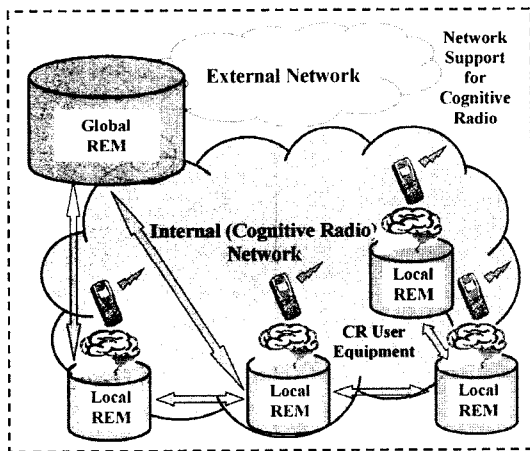 Network
Support
for
Cognitive
Radio
External Network
Global
REM
Internal (Cognitive Radio)
Network
Local
REM
CR User
Equipment
Local
REM
Local
REM
Local
REM